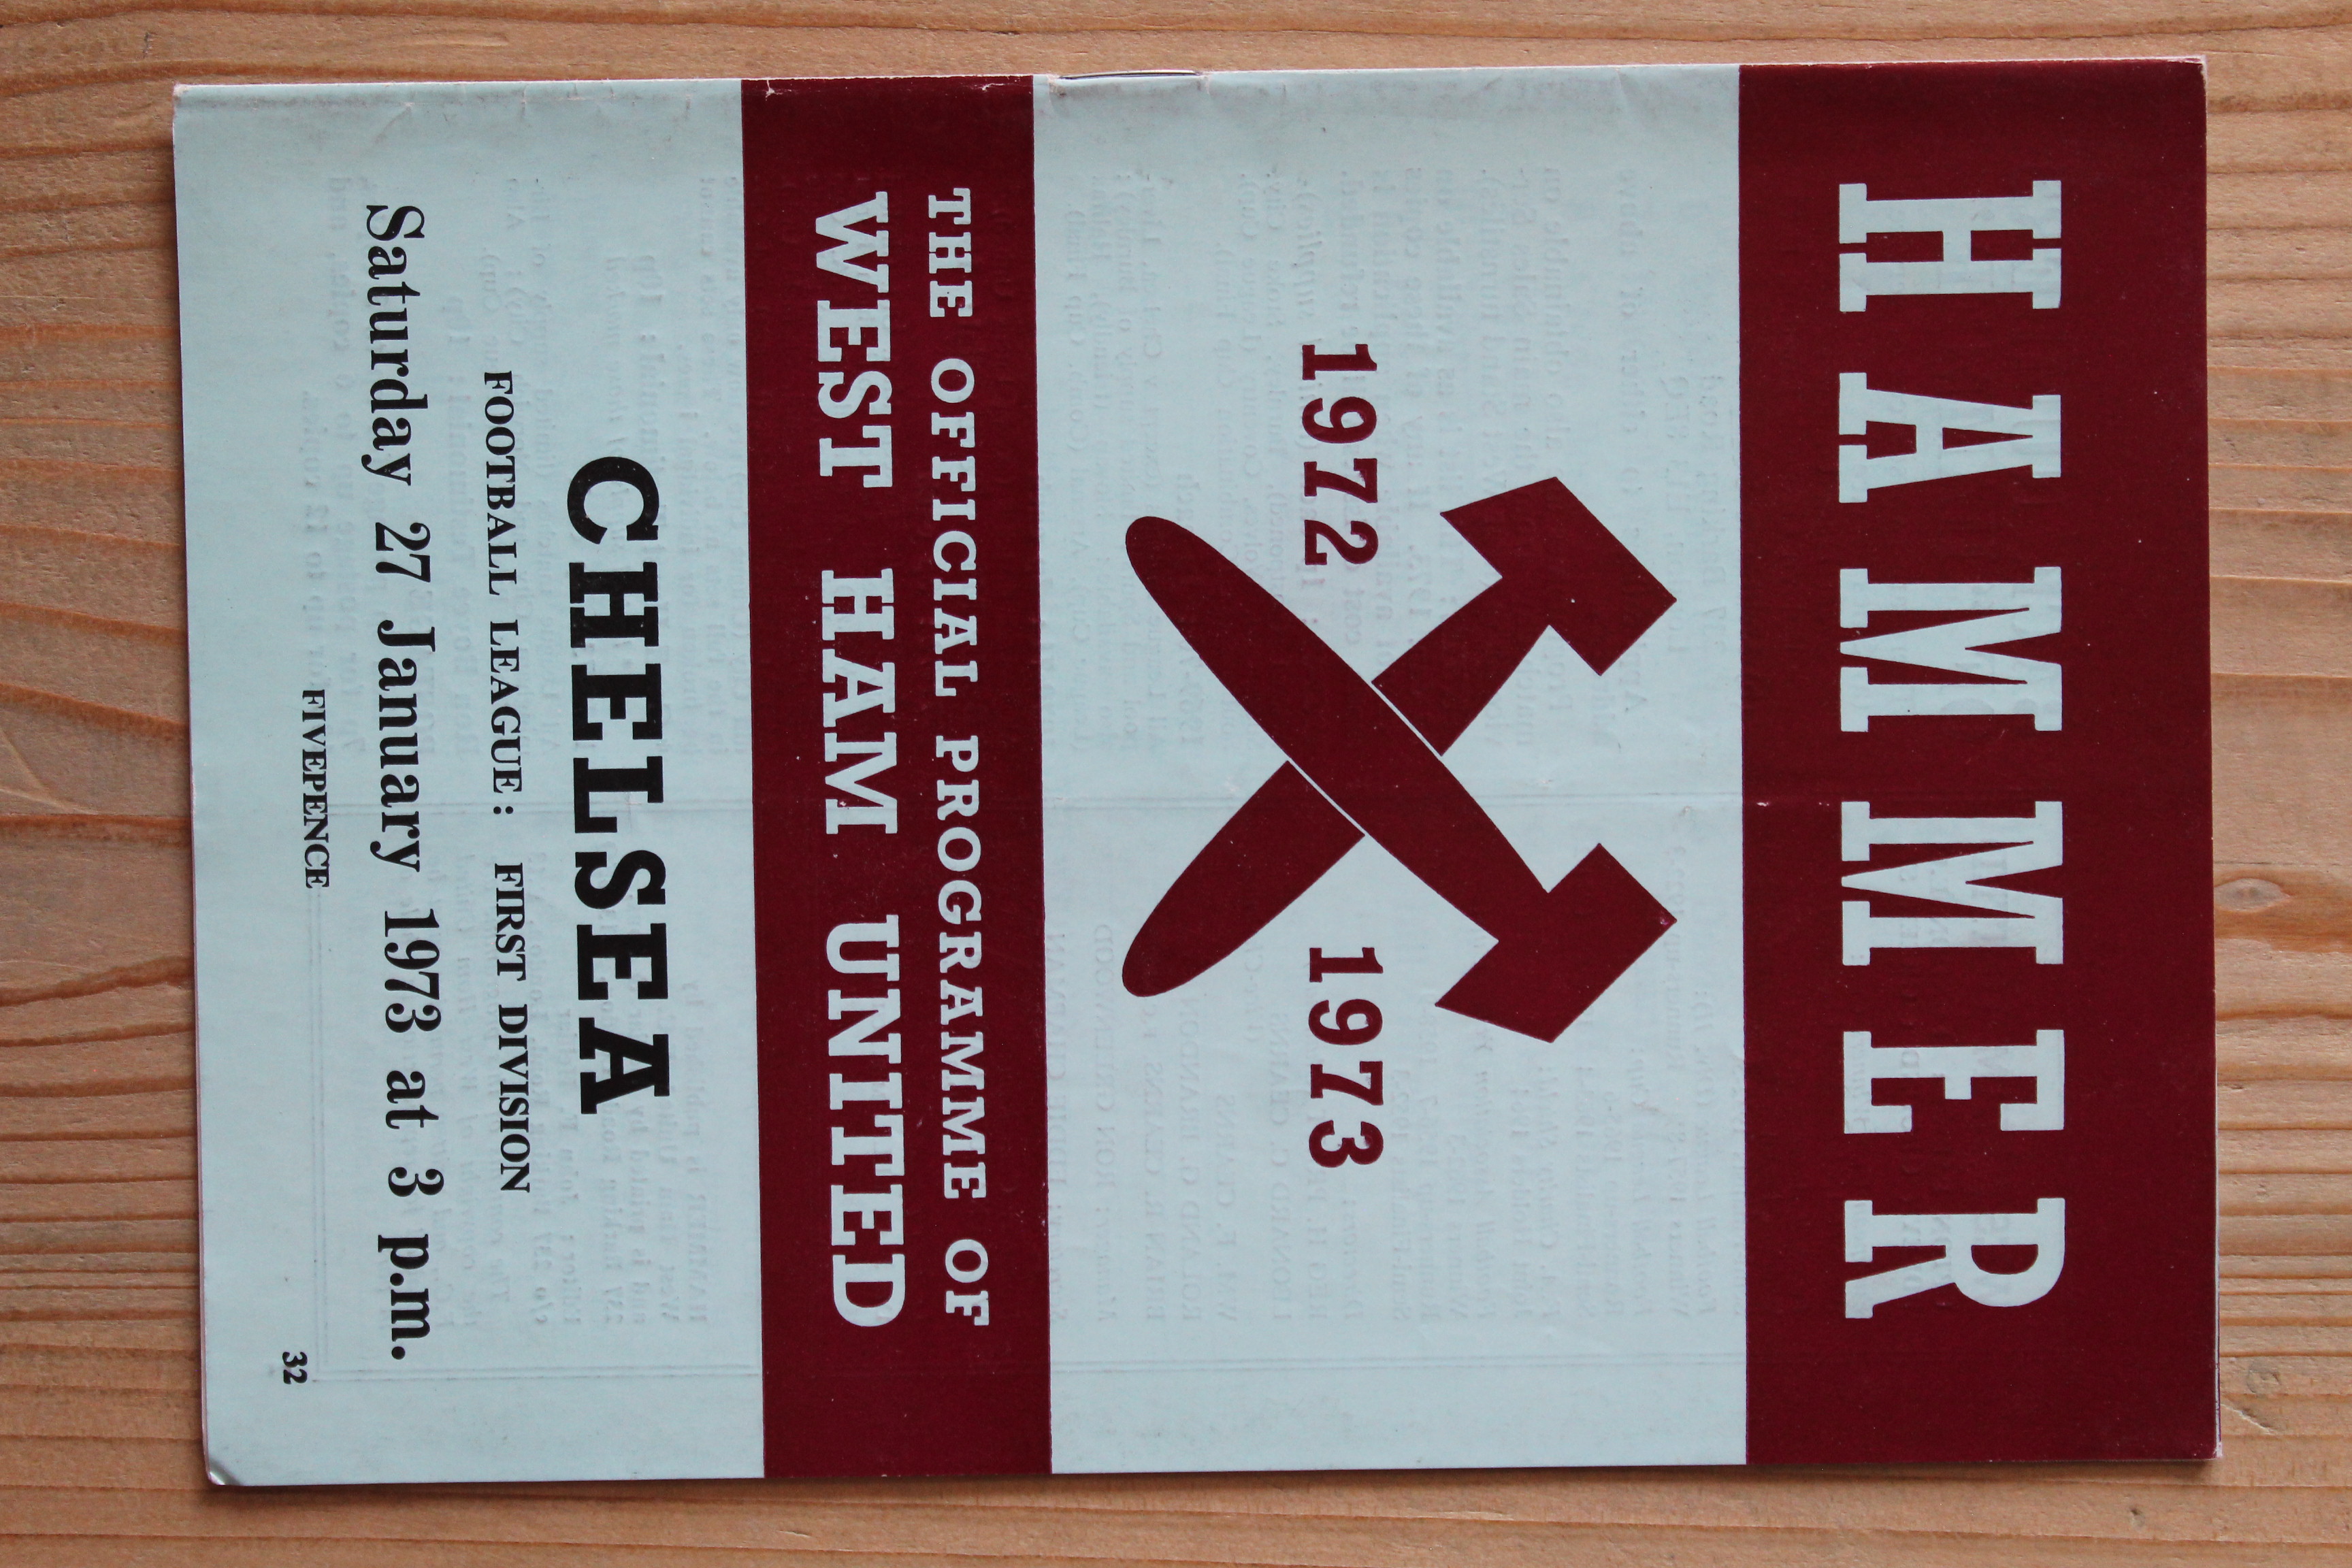 HAMMER
1972 1973
THE OFFICIAL PROGRAMME OF
WEST HAM UNITED
CHELSEA
FOOTBALL LEAGUE: FIRST DIVISION
Saturday 27 January 1973 at 3 p.m.
FIVEPENCE
32